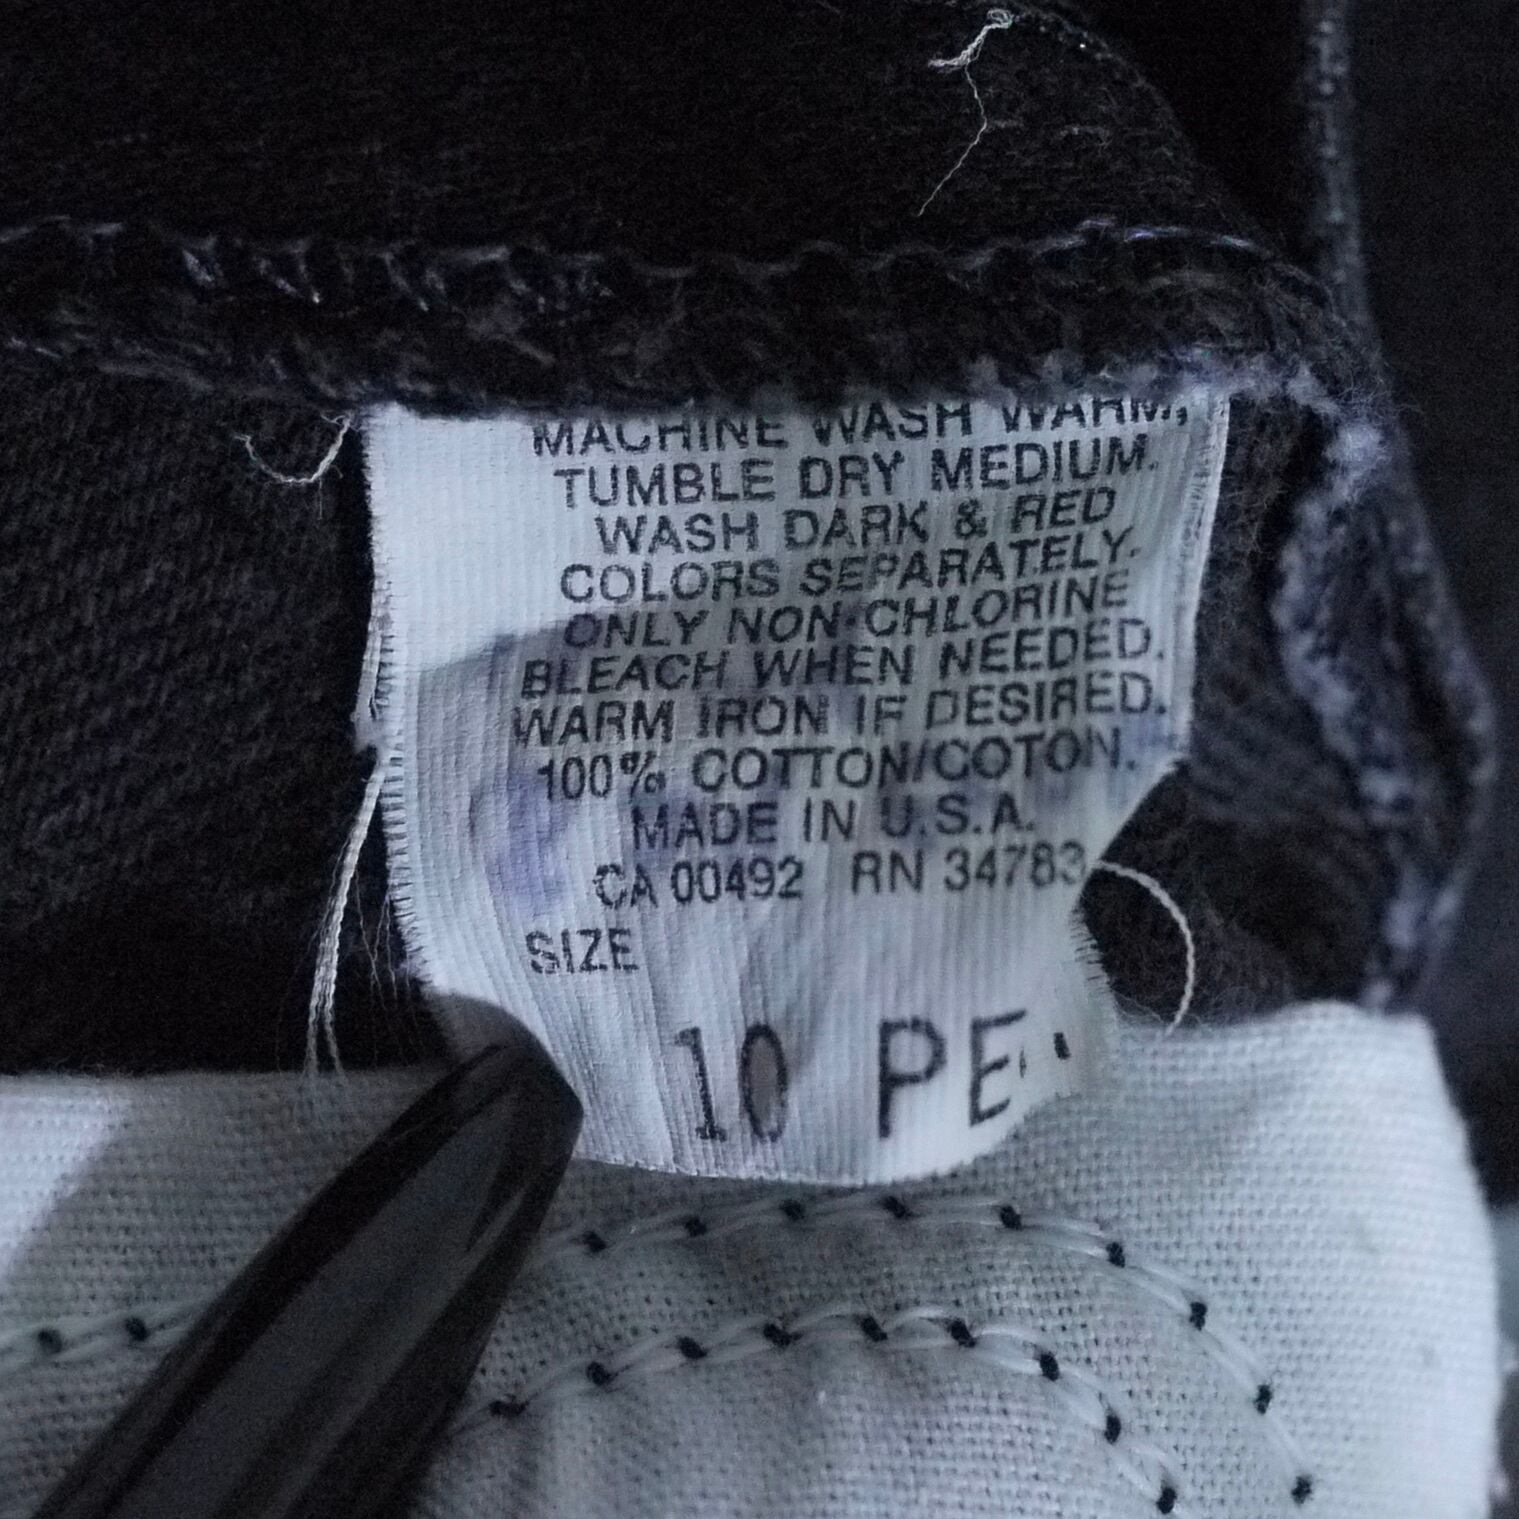 MACHINE WASH WARM,
TUMBLE DRY MEDIUM.
WASH DARK & RED
COLORS SEPARATELY.
ONLY NON-CHLORINE
BLEACH WHEN NEEDED.
WARM IRON IF DESIRED.
100% COTTON/COTON.
MADE IN U.S.A.
CA 00492 RN 34783
SIZE
10 PE